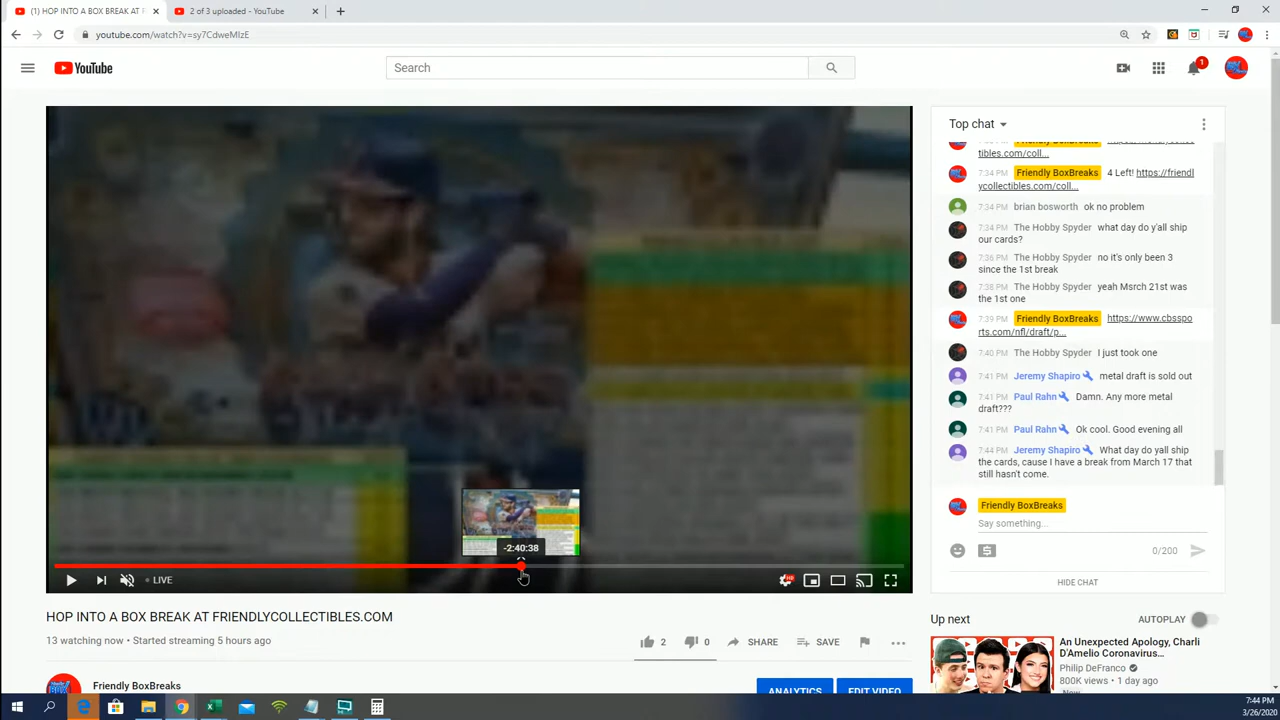 (1) HOP INTO A BOX BREAK AT F
2 of 3 uploaded - YouTube
youtube.com/watch?v=sy7CdweMlzE
YouTube
Search
1
Top chat
tibles.com/coll...
7:34 PM Friendly BoxBreaks 4 Left! https://friendl
ycollectibles.com/coll...
7:34 PM brian bosworth ok no problem
7:34 PM The Hobby Spyder what day do y'all ship
our cards?
7:36 PM The Hobby Spyder no it's only been 3
since the 1st break
7:38 PM The Hobby Spyder yeah Msrch 21st was
the 1st one
7:39 PM Friendly BoxBreaks https://www.cbsspo
rts.com/nfl/draft/p...
7:40 PM The Hobby Spyder I just took one
7:41 PM Jeremy Shapiro metal draft is sold out
7:41 PM Paul Rahn Damn. Any more metal
draft???
7:41 PM Paul Rahn Ok cool. Good evening all
7:44 PM Jeremy Shapiro What day do yall ship
the cards, cause I have a break from March 17 that
still hasn't come.
Friendly BoxBreaks
Say something...
0/200
HIDE CHAT
-2:40:38
LIVE
HD
HOP INTO A BOX BREAK AT FRIENDLYCOLLECTIBLES.COM
13 watching now • Started streaming 5 hours ago
2
0
SHARE
SAVE
Friendly BoxBreaks
ANALYTICS
EDIT VIDEO
Up next
AUTOPLAY
An Unexpected Apology, Charli
D'Amelio Coronavirus...
Philip DeFranco
800K views • 1 day ago
7:44 PM
3/26/2020